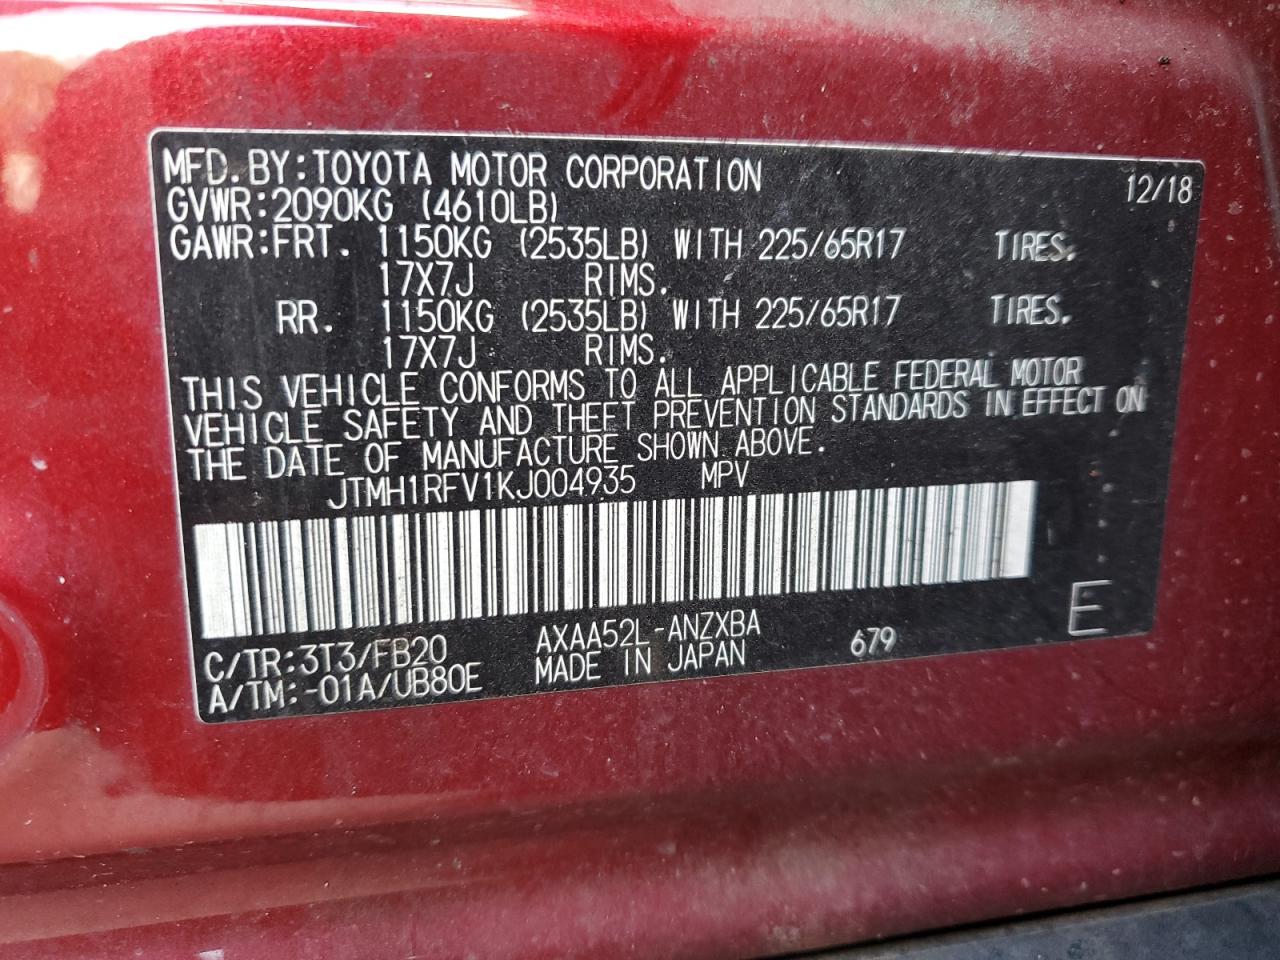 MFD. BY: TOYOTA MOTOR CORPORATION 12/18
GVWR: 2090KG (4610LB)
GAWR: FRT. 1150KG (2535LB) WITH 225/65R17 TIRES.
17X7J RIMS.
RR. 1150KG (2535LB) WITH 225/65R17 TIRES.
17X7J RIMS.
THIS VEHICLE CONFORMS TO ALL APPLICABLE FEDERAL MOTOR
VEHICLE SAFETY AND THEFT PREVENTION STANDARDS IN EFFECT ON
THE DATE OF MANUFACTURE SHOWN ABOVE.
JTMH1RFV1KJ004935 MPV
C/TR: 3T3/FB20 AXAA52L-ANZXBA 679 E
A/TM: -01A/UB80E MADE IN JAPAN